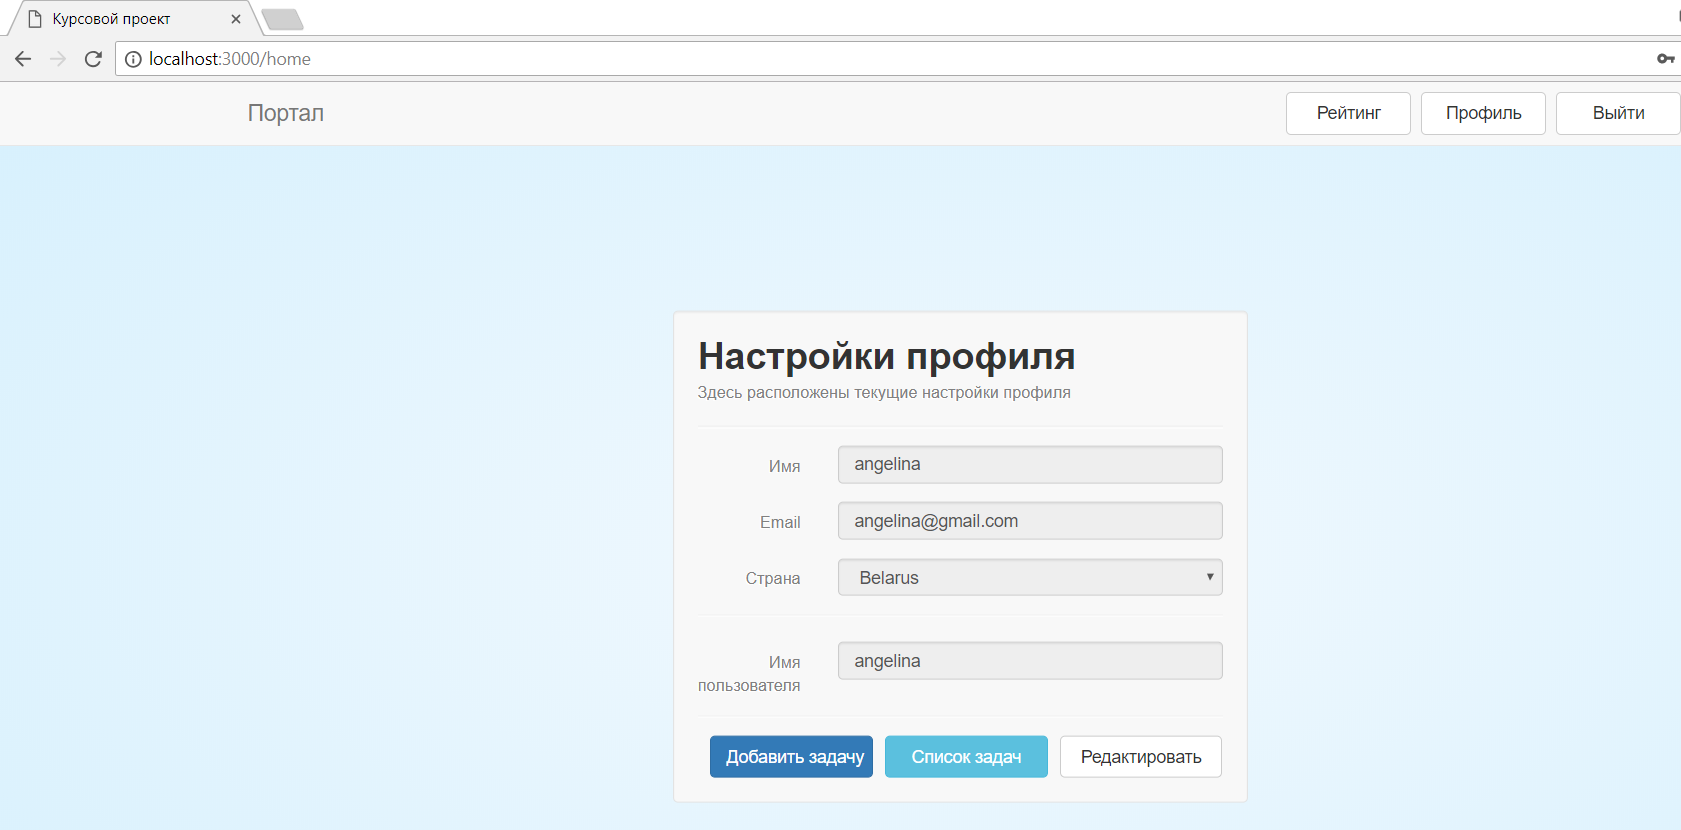 Курсовой проект
localhost:3000/home
Портал
Рейтинг
Профиль
Выйти
Настройки профиля
Здесь расположены текущие настройки профиля
Имя
angelina
Email
angelina@gmail.com
Страна
Belarus
Имя
пользователя
angelina
Добавить задачу
Список задач
Редактировать